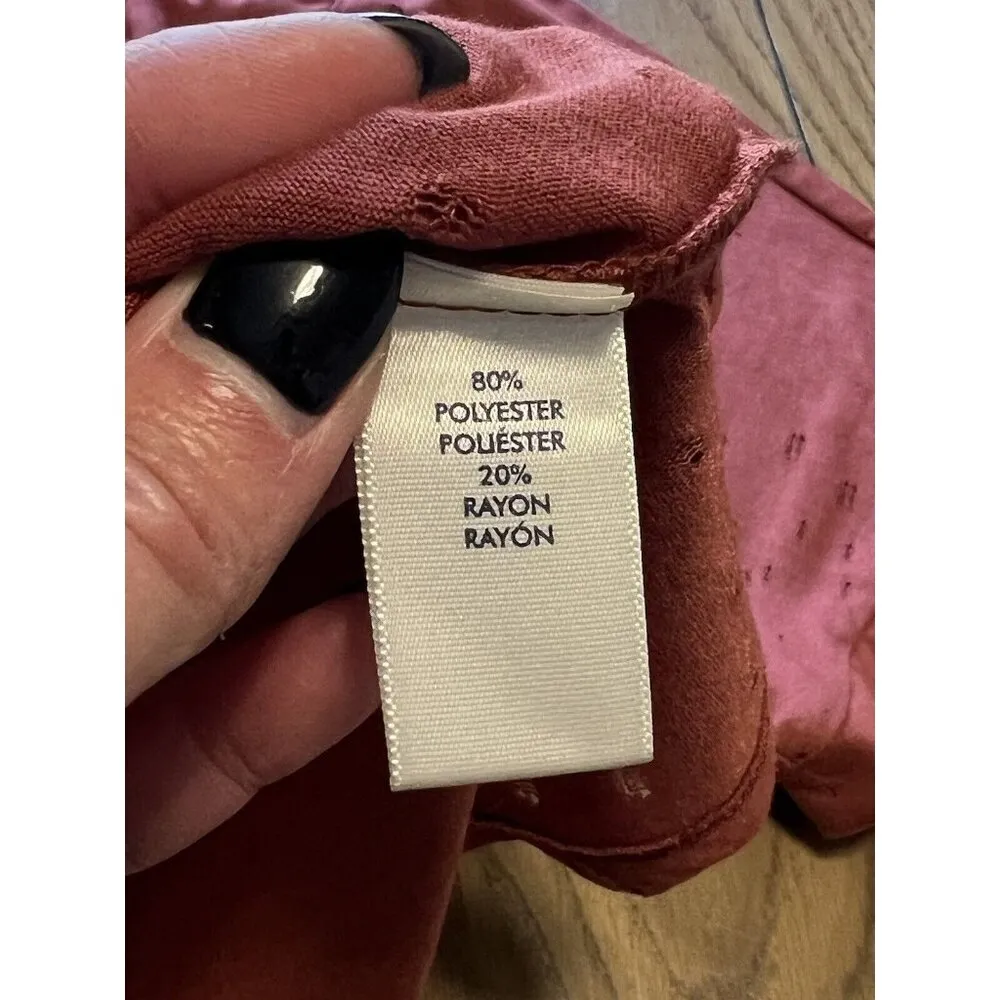 80%
POLYESTER
POLIÉSTER
20%
RAYON
RAYÓN